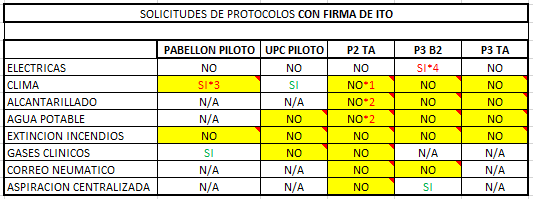 SOLICITUDES DE PROTOCOLOS CON FIRMA DE ITO
PABELLON PILOTO UPC PILOTO P2 TA P3 B2 P3 TA
ELECTRICAS NO NO NO SI*4 NO
CLIMA SI*3 SI NO*1 NO NO
ALCANTARILLADO N/A N/A NO*2 NO NO
AGUA POTABLE N/A NO NO*2 NO NO
EXTINCION INCENDIOS NO NO NO NO NO
GASES CLINICOS SI NO NO N/A N/A
CORREO NEUMATICO N/A N/A NO NO N/A
ASPIRACION CENTRALIZADA N/A N/A NO SI N/A